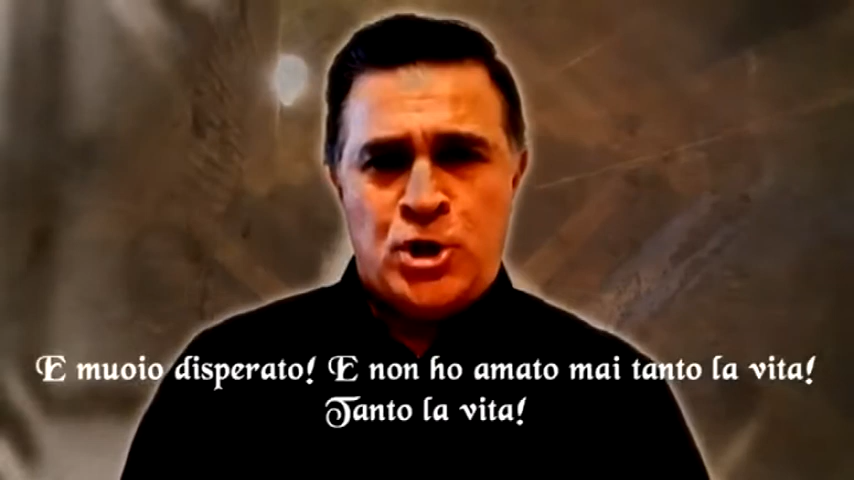 E muoio disperato! E non ho amato mai tanto la vita!
Tanto la vita!